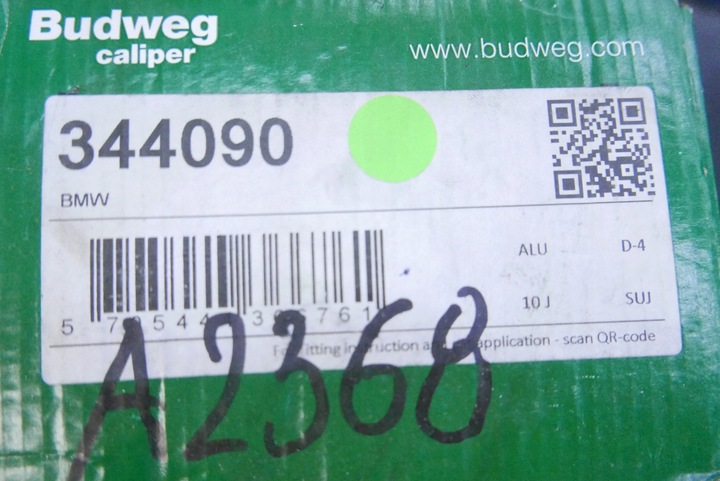 Budweg
caliper
www.budweg.com
344090
BMW
ALU D-4
10 J SUJ
application - scan QR-code
A2368